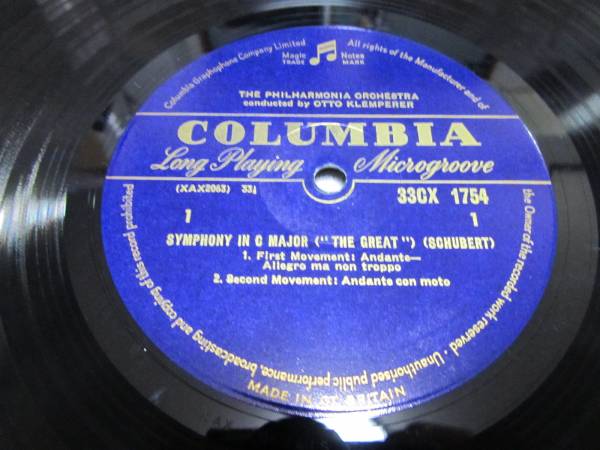 Columbia Graphophone Company Limited
Magic Notes
TRADE MARK
All rights of the Manufacturer and of
the Owner of the recorded work reserved · Unauthorised public performance, broadcasting and copying of this record prohibited
THE PHILHARMONIA ORCHESTRA
conducted by OTTO KLEMPERER
COLUMBIA
Long Playing Microgroove
(XAX2063) 33⅓
33CX 1754
1 1
SYMPHONY IN C MAJOR ("THE GREAT") (SCHUBERT)
1. First Movement: Andante—
Allegro ma non troppo
2. Second Movement: Andante con moto
MADE IN GT. BRITAIN